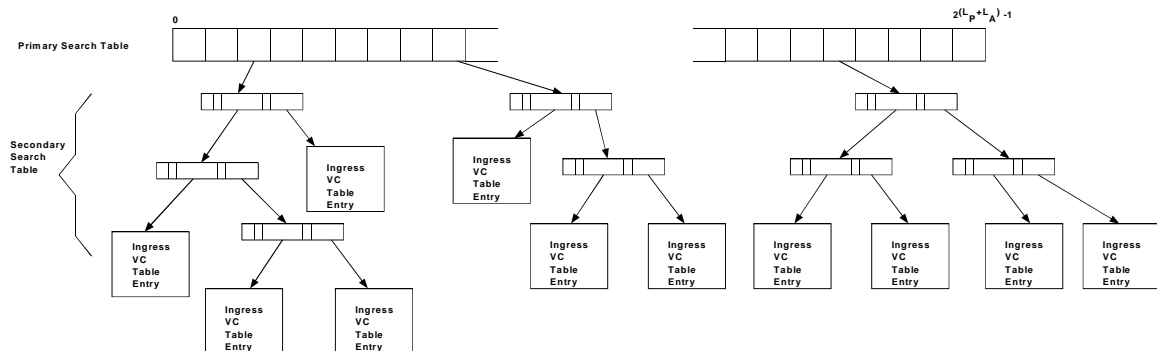 0
2(LP+LA) -1
Primary Search Table
Secondary
Search
Table
Ingress
VC
Table
Entry
Ingress
VC
Table
Entry
Ingress
VC
Table
Entry
Ingress
VC
Table
Entry
Ingress
VC
Table
Entry
Ingress
VC
Table
Entry
Ingress
VC
Table
Entry
Ingress
VC
Table
Entry
Ingress
VC
Table
Entry
Ingress
VC
Table
Entry
Ingress
VC
Table
Entry